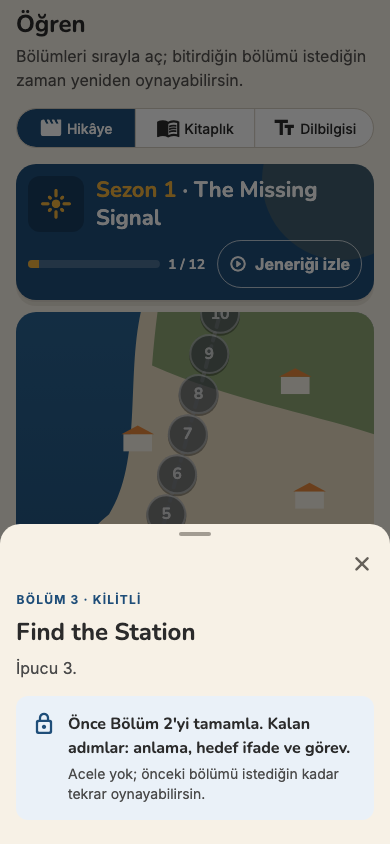 Öğren
Bölümleri sırayla aç; bitirdiğin bölümü istediğin
zaman yeniden oynayabilirsin.
Hikâye
Kitaplık
Dilbilgisi
Sezon 1 · The Missing
Signal
1 / 12
Jeneriği izle
10
9
8
7
6
5
BÖLÜM 3 · KİLİTLİ
Find the Station
İpucu 3.
Önce Bölüm 2'yi tamamla. Kalan
adımlar: anlama, hedef ifade ve görev.
Acele yok; önceki bölümü istediğin kadar
tekrar oynayabilirsin.